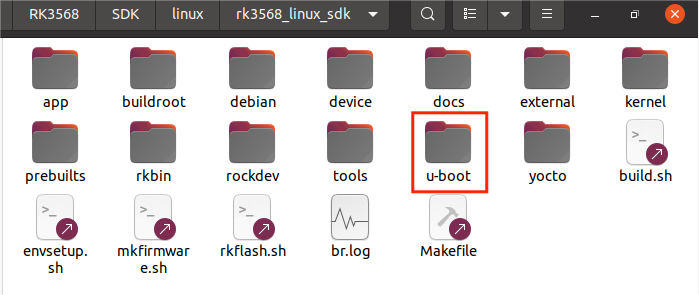 RK3568 SDK linux rk3568_linux_sdk
app buildroot debian device docs external kernel
prebuilts rkbin rockdev tools u-boot yocto build.sh
envsetup. mkfirmwar rkflash.sh br.log Makefile
sh e.sh